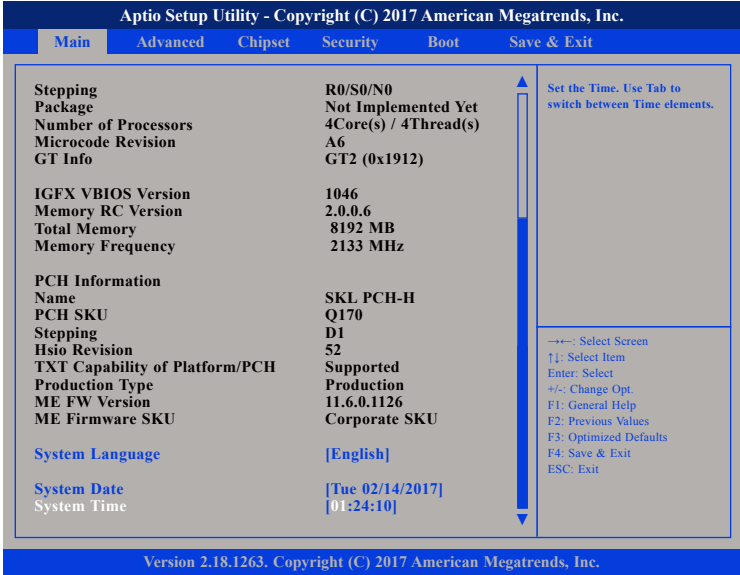 Aptio Setup Utility - Copyright (C) 2017 American Megatrends, Inc.
Main Advanced Chipset Security Boot Save & Exit
Stepping R0/S0/N0
Package Not Implemented Yet
Number of Processors 4Core(s) / 4Thread(s)
Microcode Revision A6
GT Info GT2 (0x1912)
IGFX VBIOS Version 1046
Memory RC Version 2.0.0.6
Total Memory 8192 MB
Memory Frequency 2133 MHz
PCH Information
Name SKL PCH-H
PCH SKU Q170
Stepping D1
Hsio Revision 52
TXT Capability of Platform/PCH Supported
Production Type Production
ME FW Version 11.6.0.1126
ME Firmware SKU Corporate SKU
System Language [English]
System Date [Tue 02/14/2017]
System Time [01:24:10]
Set the Time. Use Tab to
switch between Time elements.
→←: Select Screen
↑↓: Select Item
Enter: Select
+/-: Change Opt.
F1: General Help
F2: Previous Values
F3: Optimized Defaults
F4: Save & Exit
ESC: Exit
Version 2.18.1263. Copyright (C) 2017 American Megatrends, Inc.